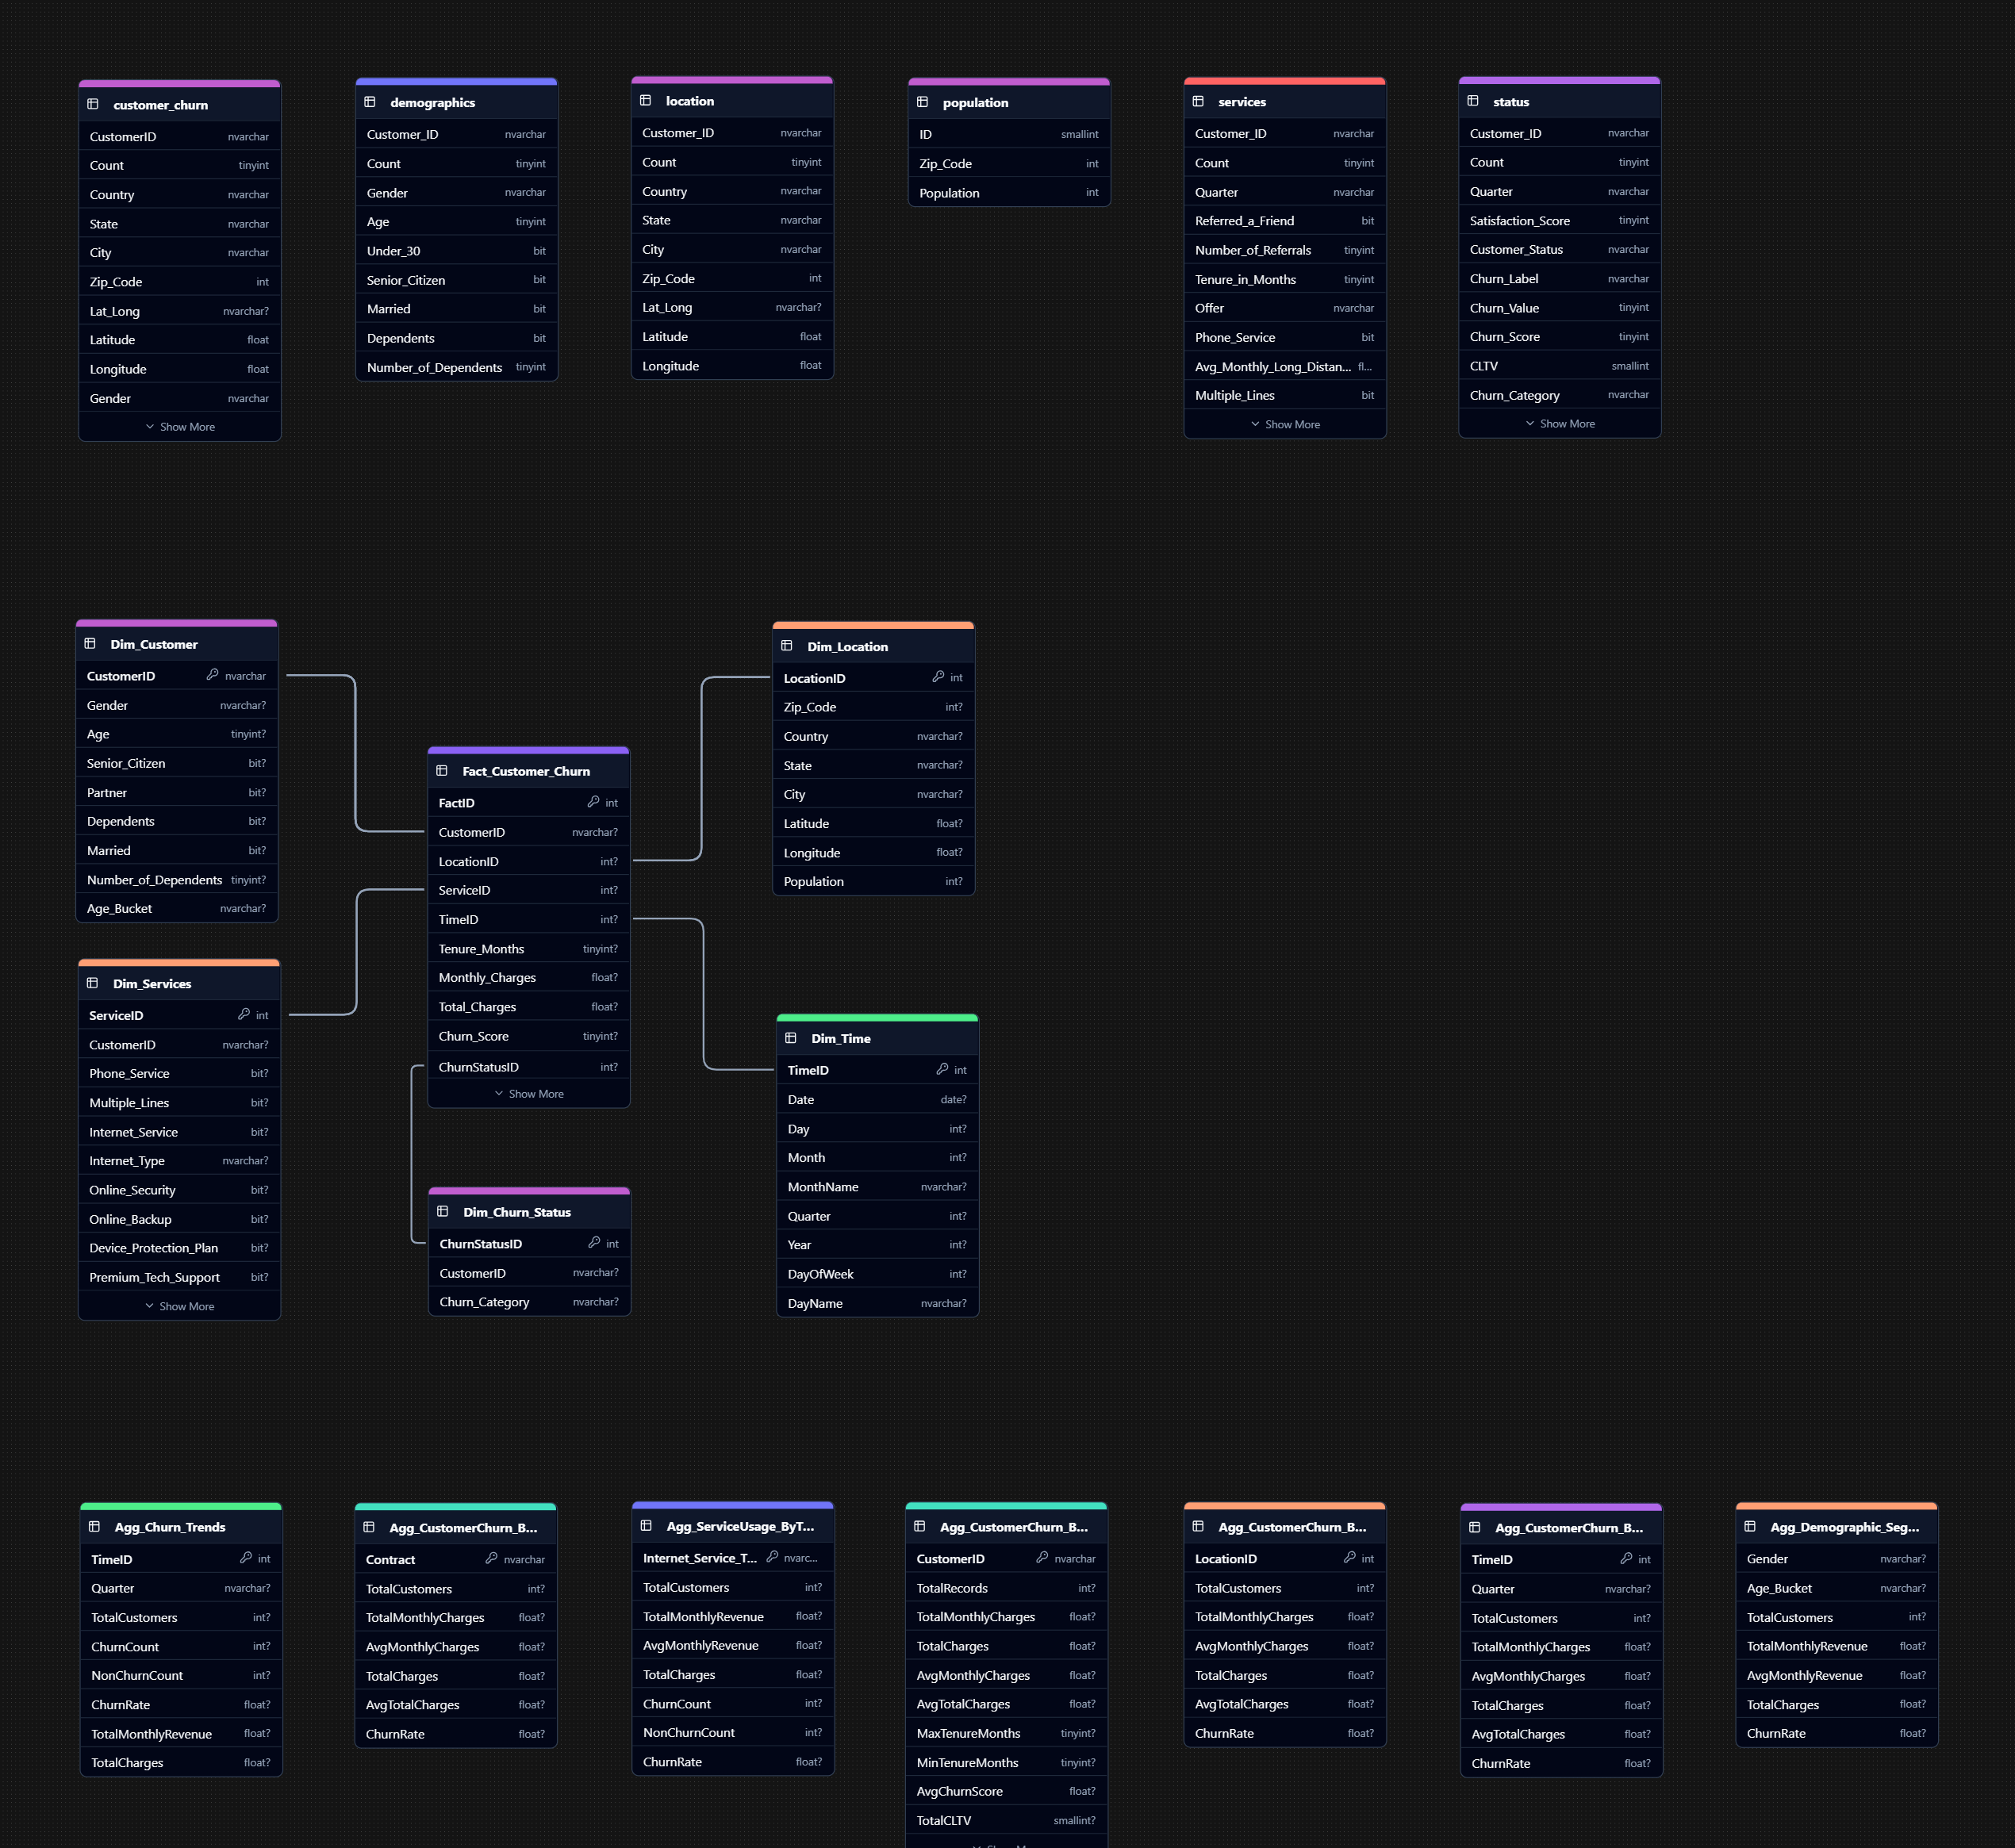 customer_churn
CustomerID nvarchar
Count tinyint
Country nvarchar
State nvarchar
City nvarchar
Zip_Code int
Lat_Long nvarchar?
Latitude float
Longitude float
Gender nvarchar
Show More
demographics
Customer_ID nvarchar
Count tinyint
Gender nvarchar
Age tinyint
Under_30 bit
Senior_Citizen bit
Married bit
Dependents bit
Number_of_Dependents tinyint
location
Customer_ID nvarchar
Count tinyint
Country nvarchar
State nvarchar
City nvarchar
Zip_Code int
Lat_Long nvarchar?
Latitude float
Longitude float
population
ID smallint
Zip_Code int
Population int
services
Customer_ID nvarchar
Count tinyint
Quarter nvarchar
Referred_a_Friend bit
Number_of_Referrals tinyint
Tenure_in_Months tinyint
Offer nvarchar
Phone_Service bit
Avg_Monthly_Long_Distan... fl...
Multiple_Lines bit
Show More
status
Customer_ID nvarchar
Count tinyint
Quarter nvarchar
Satisfaction_Score tinyint
Customer_Status nvarchar
Churn_Label nvarchar
Churn_Value tinyint
Churn_Score tinyint
CLTV smallint
Churn_Category nvarchar
Show More
Dim_Customer
CustomerID nvarchar
Gender nvarchar?
Age tinyint?
Senior_Citizen bit?
Partner bit?
Dependents bit?
Married bit?
Number_of_Dependents tinyint?
Age_Bucket nvarchar?
Dim_Services
ServiceID int
CustomerID nvarchar?
Phone_Service bit?
Multiple_Lines bit?
Internet_Service bit?
Internet_Type nvarchar?
Online_Security bit?
Online_Backup bit?
Device_Protection_Plan bit?
Premium_Tech_Support bit?
Show More
Fact_Customer_Churn
FactID int
CustomerID nvarchar?
LocationID int?
ServiceID int?
TimeID int?
Tenure_Months tinyint?
Monthly_Charges float?
Total_Charges float?
Churn_Score tinyint?
ChurnStatusID int?
Show More
Dim_Churn_Status
ChurnStatusID int
CustomerID nvarchar?
Churn_Category nvarchar?
Dim_Location
LocationID int
Zip_Code int?
Country nvarchar?
State nvarchar?
City nvarchar?
Latitude float?
Longitude float?
Population int?
Dim_Time
TimeID int
Date date?
Day int?
Month int?
MonthName nvarchar?
Quarter int?
Year int?
DayOfWeek int?
DayName nvarchar?
Agg_Churn_Trends
TimeID int
Quarter nvarchar?
TotalCustomers int?
ChurnCount int?
NonChurnCount int?
ChurnRate float?
TotalMonthlyRevenue float?
TotalCharges float?
Agg_CustomerChurn_B...
Contract nvarchar
TotalCustomers int?
TotalMonthlyCharges float?
AvgMonthlyCharges float?
TotalCharges float?
AvgTotalCharges float?
ChurnRate float?
Agg_ServiceUsage_ByT...
Internet_Service_T... nvarc...
TotalCustomers int?
TotalMonthlyRevenue float?
AvgMonthlyRevenue float?
TotalCharges float?
ChurnCount int?
NonChurnCount int?
ChurnRate float?
Agg_CustomerChurn_B...
CustomerID nvarchar
TotalRecords int?
TotalMonthlyCharges float?
TotalCharges float?
AvgMonthlyCharges float?
AvgTotalCharges float?
MaxTenureMonths tinyint?
MinTenureMonths tinyint?
AvgChurnScore float?
TotalCLTV smallint?
Agg_CustomerChurn_B...
LocationID int
TotalCustomers int?
TotalMonthlyCharges float?
AvgMonthlyCharges float?
TotalCharges float?
AvgTotalCharges float?
ChurnRate float?
Agg_CustomerChurn_B...
TimeID int
Quarter nvarchar?
TotalCustomers int?
TotalMonthlyCharges float?
AvgMonthlyCharges float?
TotalCharges float?
AvgTotalCharges float?
ChurnRate float?
Agg_Demographic_Seg...
Gender nvarchar?
Age_Bucket nvarchar?
TotalCustomers int?
TotalMonthlyRevenue float?
AvgMonthlyRevenue float?
TotalCharges float?
ChurnRate float?